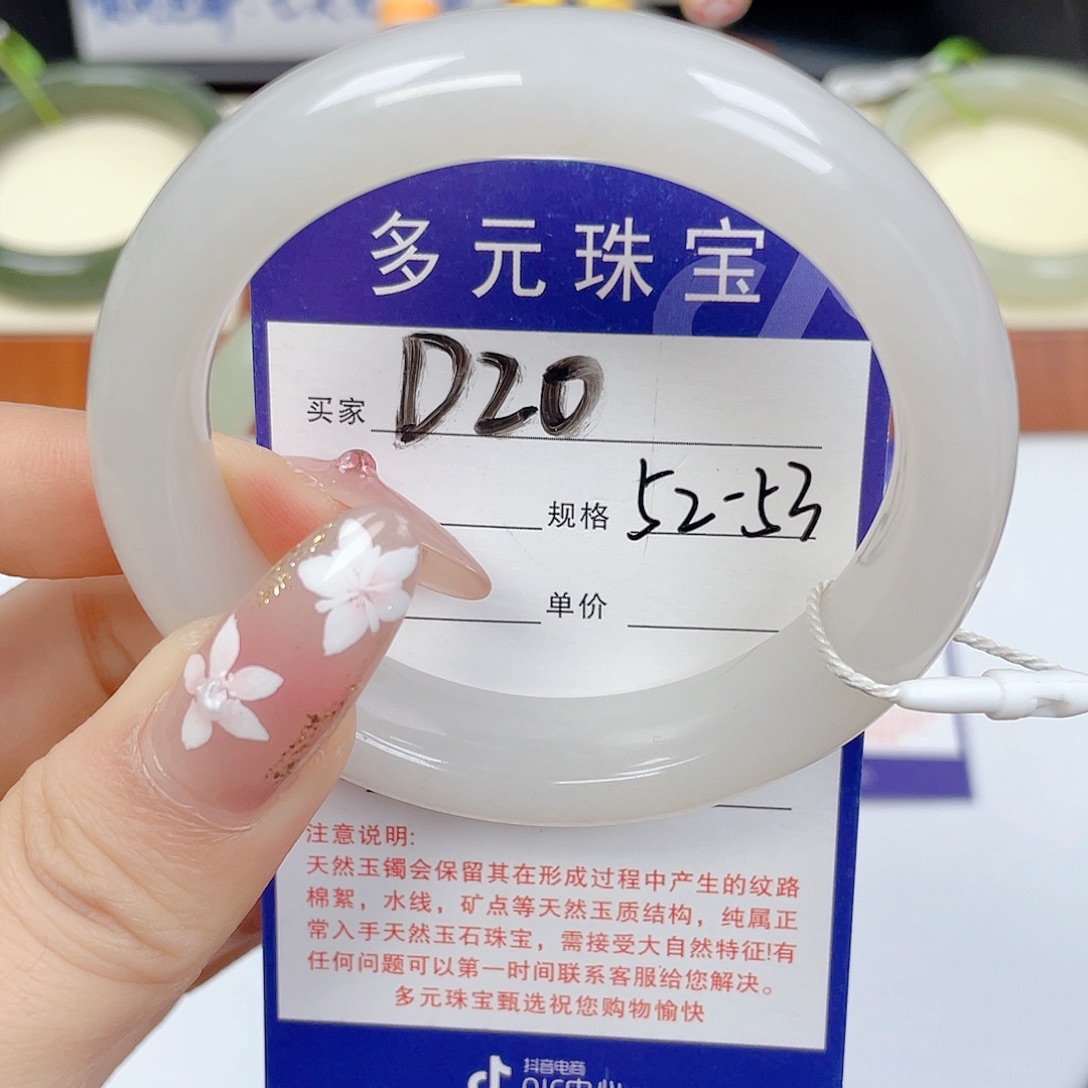 多元珠宝
买家 D20
规格 52-53
单价
注意说明:
天然玉镯会保留其在形成过程中产生的纹路
棉絮，水线，矿点等天然玉质结构，纯属正
常入手天然玉石珠宝，需接受大自然特征!有
任何问题可以第一时间联系客服给您解决。
多元珠宝甄选祝您购物愉快
抖音电商